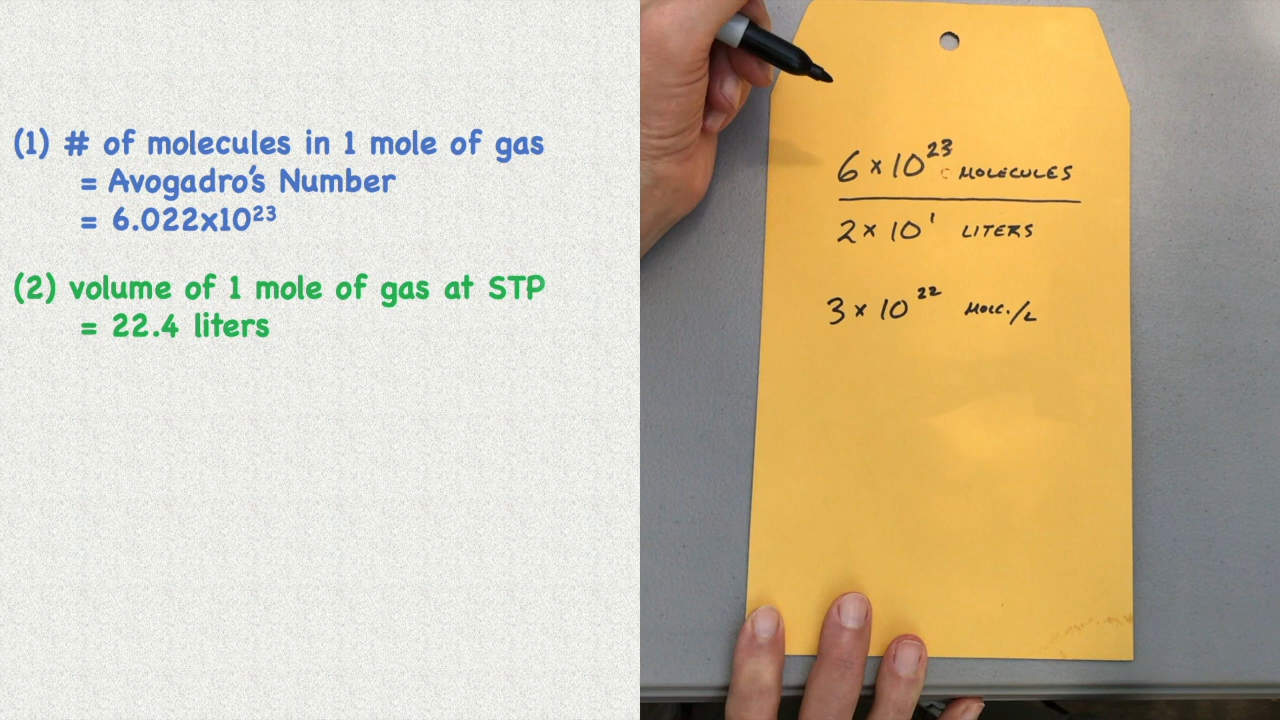 (1) # of molecules in 1 mole of gas
= Avogadro's Number
= 6.022x10²³
(2) volume of 1 mole of gas at STP
= 22.4 liters
6 x 10²³ MOLECULES
2 x 10¹ LITERS
3 x 10²² MOLC./L